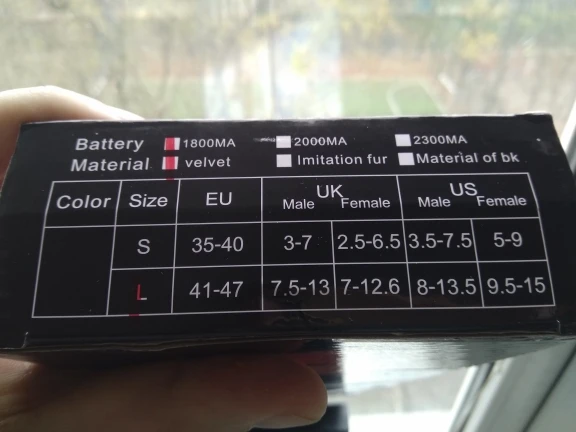 Battery 1800MA 2000MA 2300MA
Material velvet Imitation fur Material of bk
Color Size EU UK US
Male Female Male Female
S 35-40 3-7 2.5-6.5 3.5-7.5 5-9
L 41-47 7.5-13 7-12.6 8-13.5 9.5-15